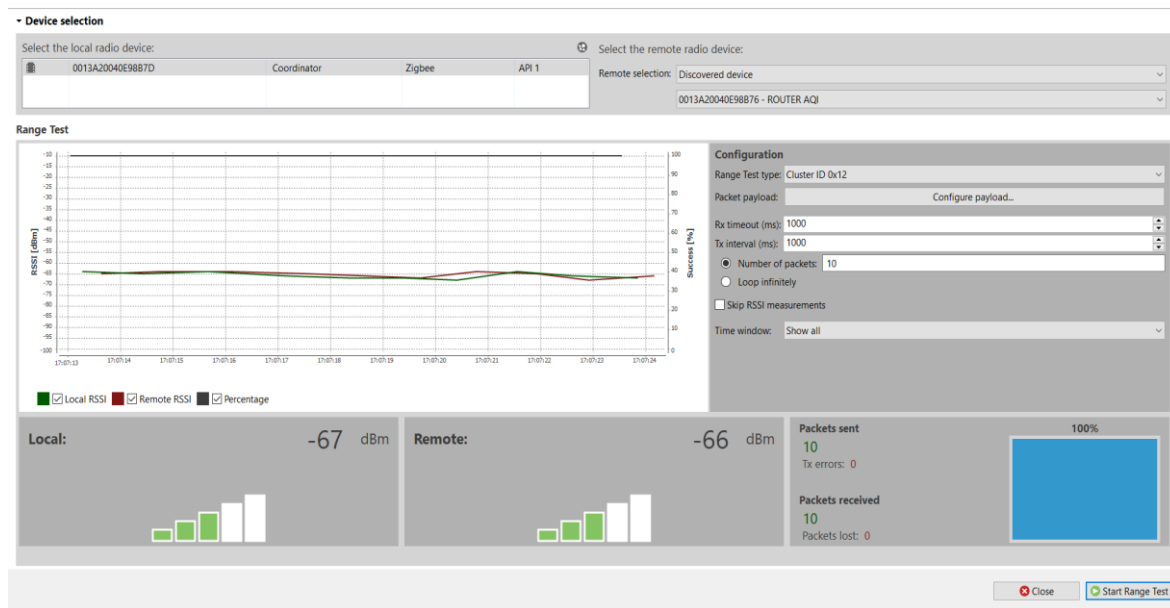 Device selection
Select the local radio device:
0013A20040E98B7D Coordinator Zigbee API 1
Select the remote radio device:
Remote selection: Discovered device
0013A20040E98B76 - ROUTER AQI
Range Test
RSSI [dBm]
-10
-15
-20
-25
-30
-35
-40
-45
-50
-55
-60
-65
-70
-75
-80
-85
-90
-95
-100
100
90
80
70
60
50
40
30
20
10
0
Success [%]
17:07:13 17:07:14 17:07:15 17:07:16 17:07:17 17:07:18 17:07:19 17:07:20 17:07:21 17:07:22 17:07:23 17:07:24
Local RSSI Remote RSSI Percentage
Configuration
Range Test type: Cluster ID 0x12
Packet payload: Configure payload...
Rx timeout (ms): 1000
Tx interval (ms): 1000
Number of packets: 10
Loop infinitely
Skip RSSI measurements
Time window: Show all
Local: -67 dBm
Remote: -66 dBm
Packets sent
10
Tx errors: 0
Packets received
10
Packets lost: 0
100%
Close Start Range Test